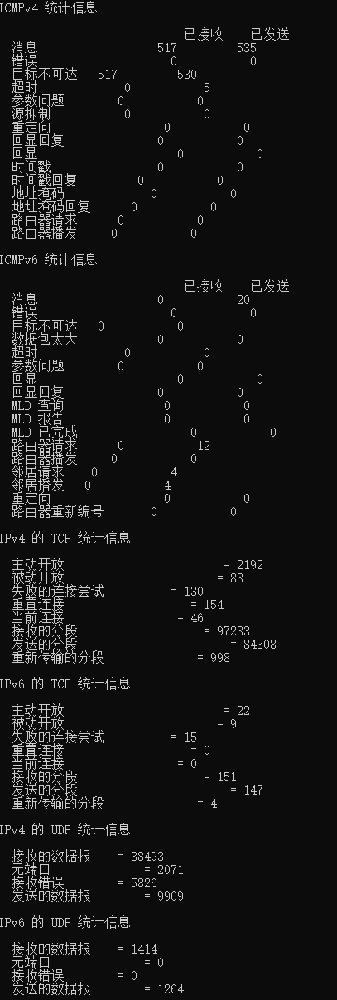 ICMPv4 统计信息
已接收 已发送
消息 517 535
错误 0 0
目标不可达 517 530
超时 0 5
参数问题 0 0
源抑制 0 0
重定向 0 0
回显回复 0 0
回显 0 0
时间戳 0 0
时间戳回复 0 0
地址掩码 0 0
地址掩码回复 0 0
路由器请求 0 0
路由器播发 0 0
ICMPv6 统计信息
已接收 已发送
消息 0 20
错误 0 0
目标不可达 0 0
数据包太大 0 0
超时 0 0
参数问题 0 0
回显 0 0
回显回复 0 0
MLD 查询 0 0
MLD 报告 0 0
MLD 已完成 0 0
路由器请求 0 12
路由器播发 0 0
邻居请求 0 4
邻居播发 0 4
重定向 0 0
路由器重新编号 0 0
IPv4 的 TCP 统计信息
主动开放 = 2192
被动开放 = 83
失败的连接尝试 = 130
重置连接 = 154
当前连接 = 46
接收的分段 = 97233
发送的分段 = 84308
重新传输的分段 = 998
IPv6 的 TCP 统计信息
主动开放 = 22
被动开放 = 9
失败的连接尝试 = 15
重置连接 = 0
当前连接 = 0
接收的分段 = 151
发送的分段 = 147
重新传输的分段 = 4
IPv4 的 UDP 统计信息
接收的数据报 = 38493
无端口 = 2071
接收错误 = 5826
发送的数据报 = 9909
IPv6 的 UDP 统计信息
接收的数据报 = 1414
无端口 = 0
接收错误 = 0
发送的数据报 = 1264